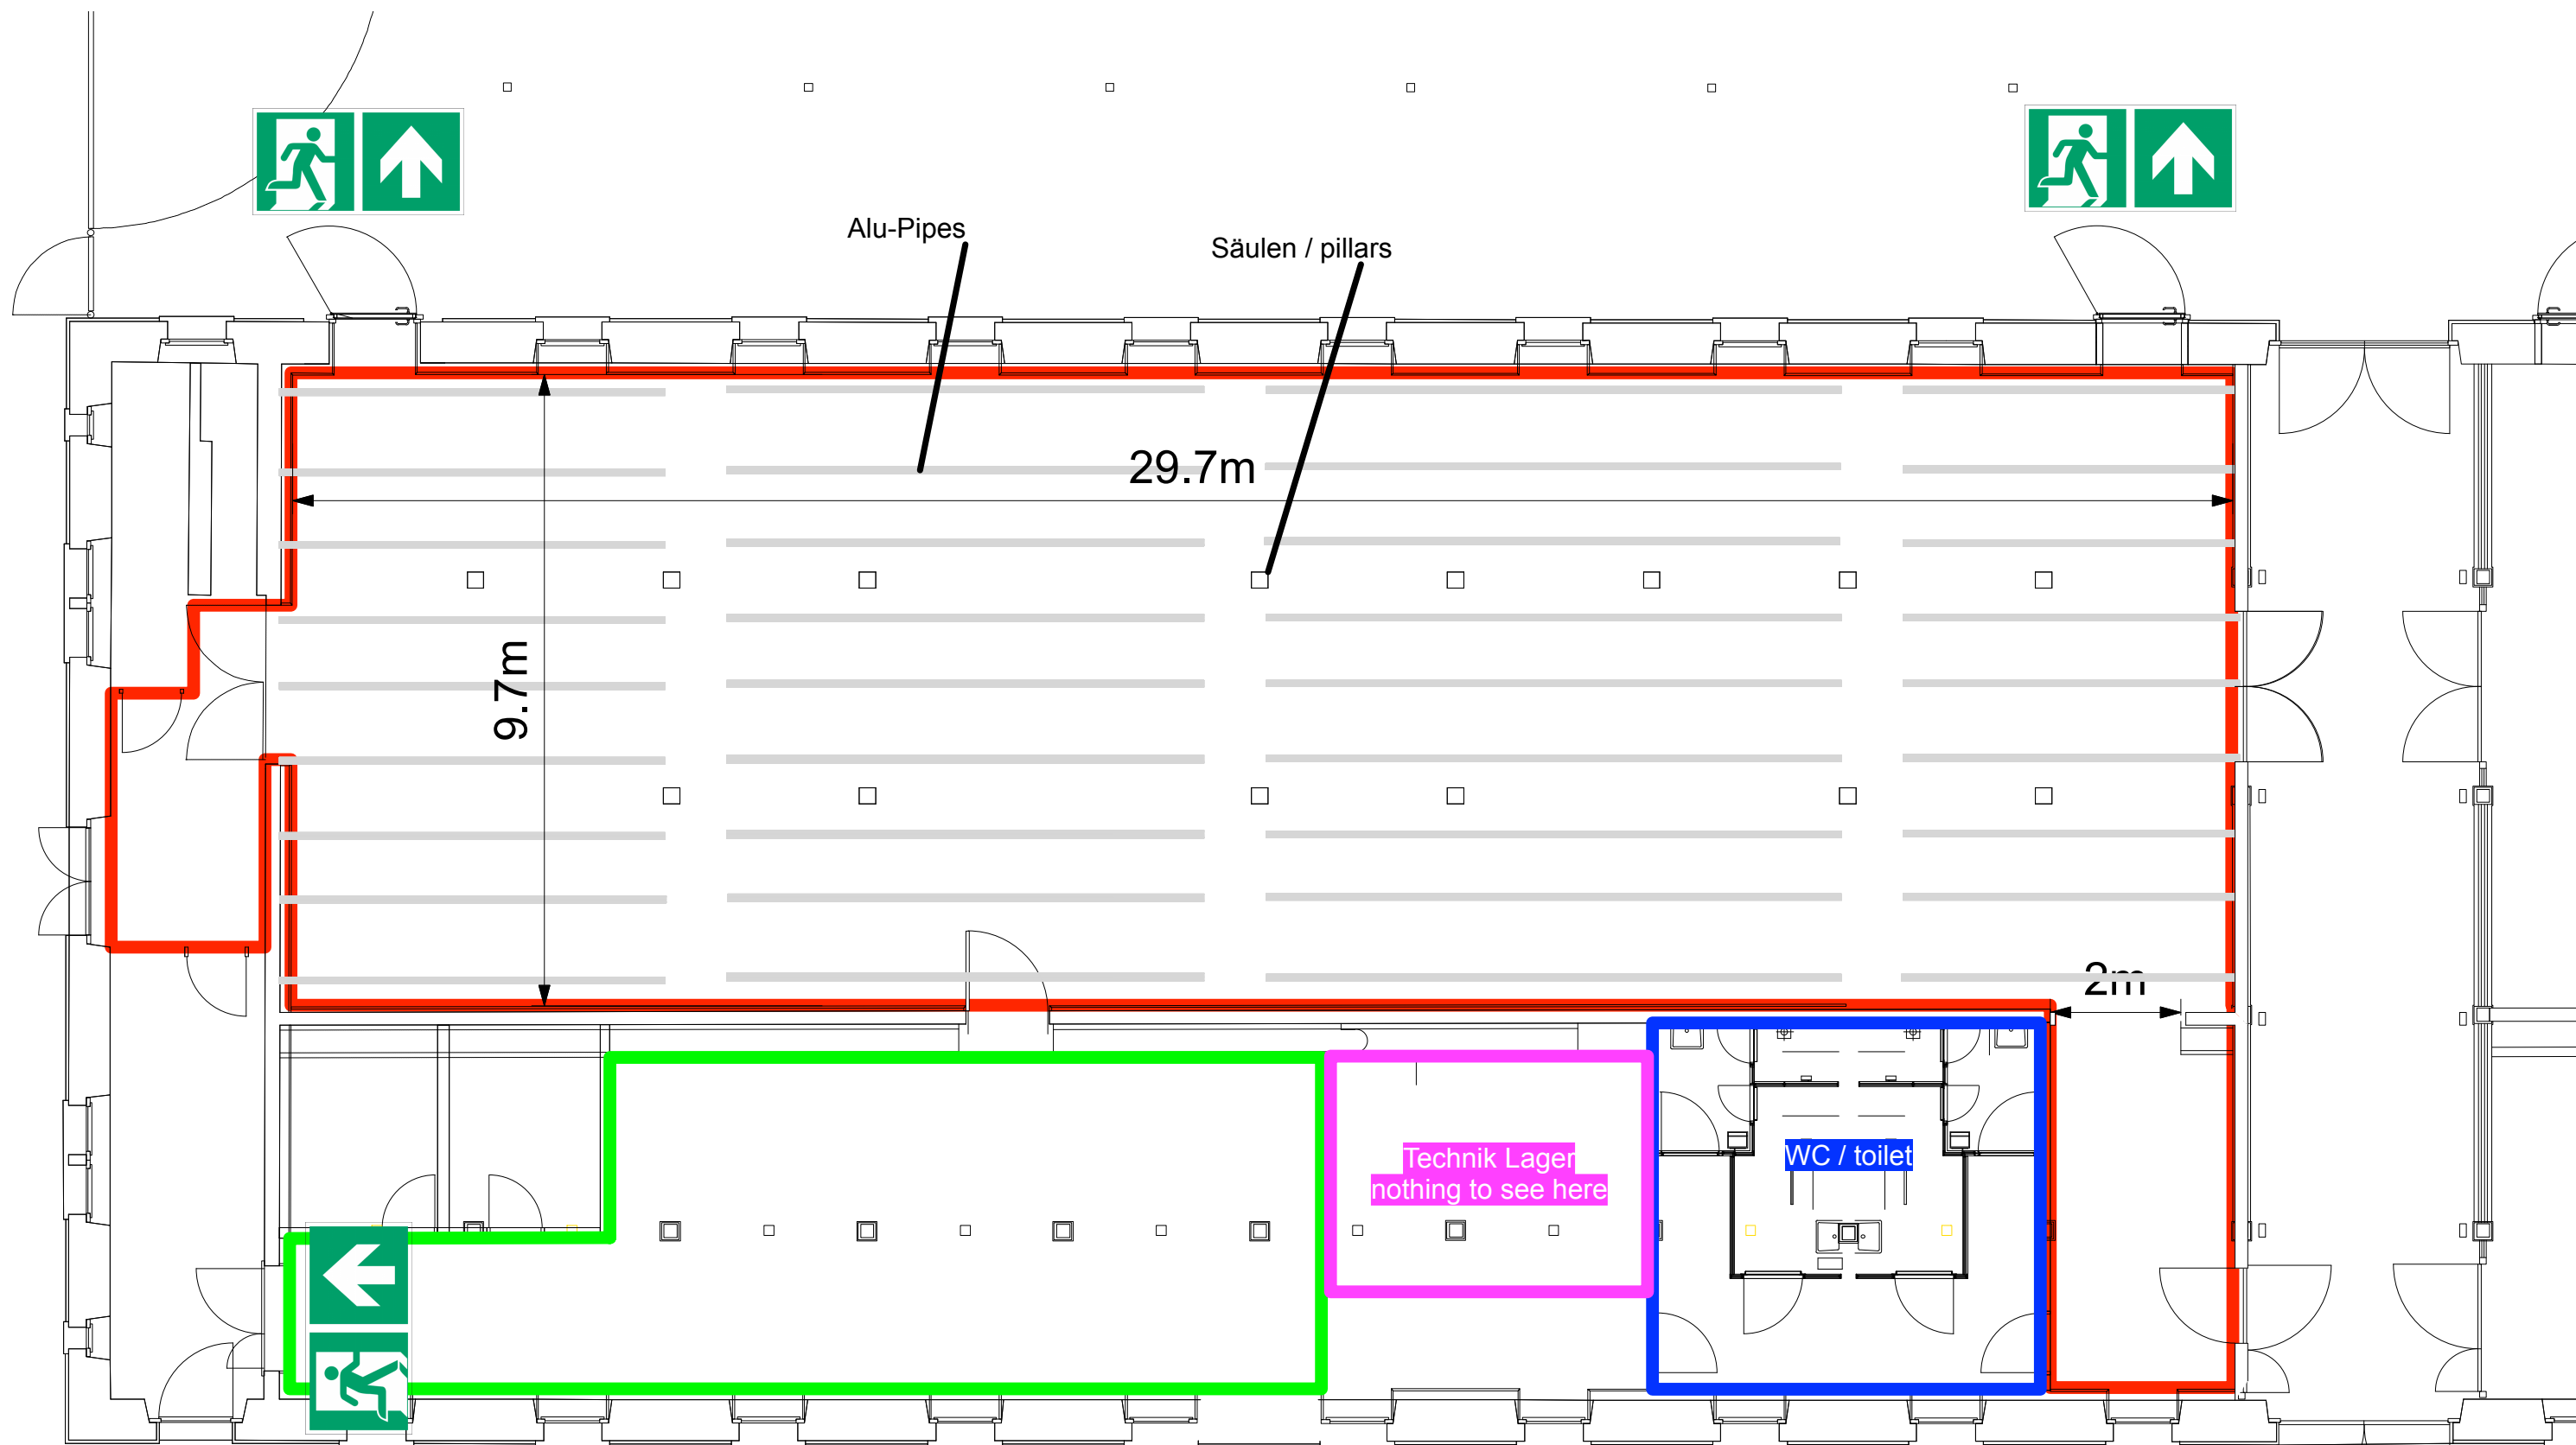 Alu-Pipes
Säulen / pillars
29.7m
9.7m
2m
Technik Lager
nothing to see here
WC / toilet